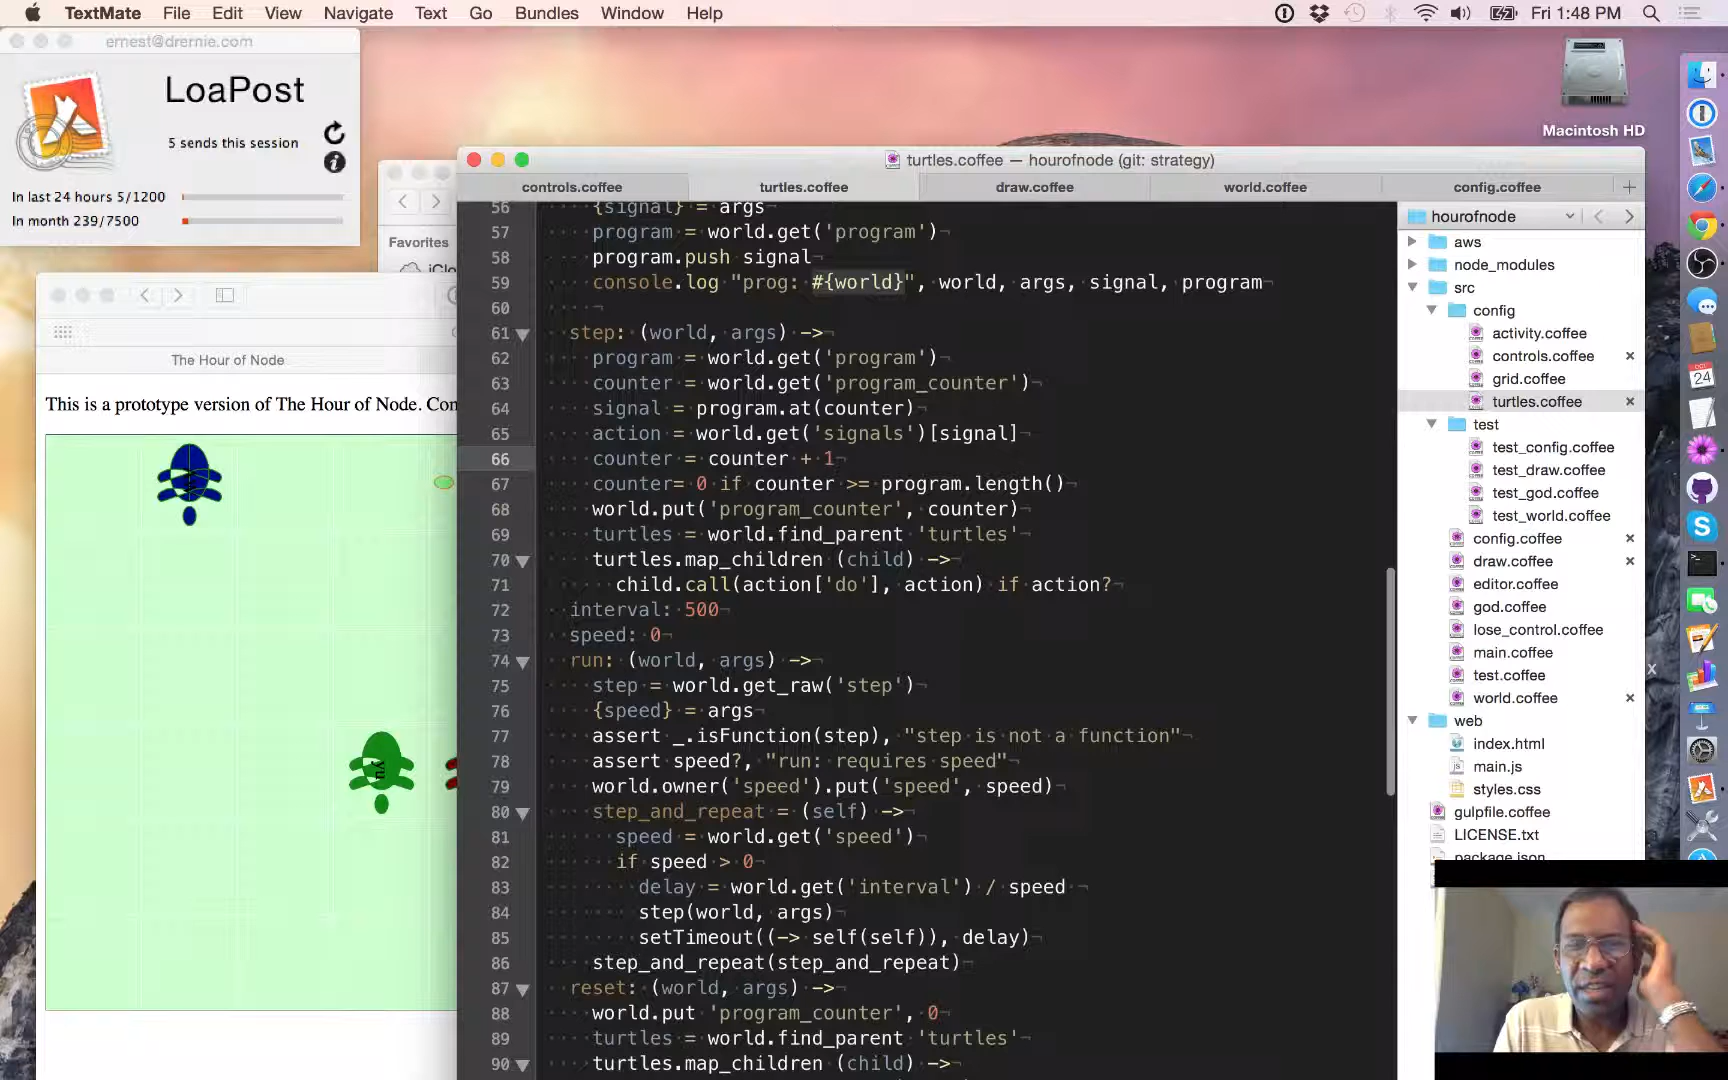 TextMate File Edit View Navigate Text Go Bundles Window Help
Fri 1:48 PM
ernest@drernie.com
LoaPost
5 sends this session
In last 24 hours 5/1200
In month 239/7500
Macintosh HD
Favorites
The Hour of Node
This is a prototype version of The Hour of Node. Con
yu
turtles.coffee — hourofnode (git: strategy)
controls.coffee turtles.coffee draw.coffee world.coffee config.coffee
56 {signal} = args
57 program = world.get('program')
58 program.push signal
59 console.log "prog: #{world}", world, args, signal, program
60
61 step: (world, args) ->
62 program = world.get('program')
63 counter = world.get('program_counter')
64 signal = program.at(counter)
65 action = world.get('signals')[signal]
66 counter = counter + 1
67 counter= 0 if counter >= program.length()
68 world.put('program_counter', counter)
69 turtles = world.find_parent 'turtles'
70 turtles.map_children (child) ->
71 child.call(action['do'], action) if action?
72 interval: 500
73 speed: 0
74 run: (world, args) ->
75 step = world.get_raw('step')
76 {speed} = args
77 assert _.isFunction(step), "step is not a function"
78 assert speed?, "run: requires speed"
79 world.owner('speed').put('speed', speed)
80 step_and_repeat = (self) ->
81 speed = world.get('speed')
82 if speed > 0
83 delay = world.get('interval') / speed
84 step(world, args)
85 setTimeout((-> self(self)), delay)
86 step_and_repeat(step_and_repeat)
87 reset: (world, args) ->
88 world.put 'program_counter', 0
89 turtles = world.find_parent 'turtles'
90 turtles.map_children (child) ->
hourofnode
aws
node_modules
src
config
activity.coffee
controls.coffee
grid.coffee
turtles.coffee
test
test_config.coffee
test_draw.coffee
test_god.coffee
test_world.coffee
config.coffee
draw.coffee
editor.coffee
god.coffee
lose_control.coffee
main.coffee
test.coffee
world.coffee
web
index.html
main.js
styles.css
gulpfile.coffee
LICENSE.txt
package.json
24